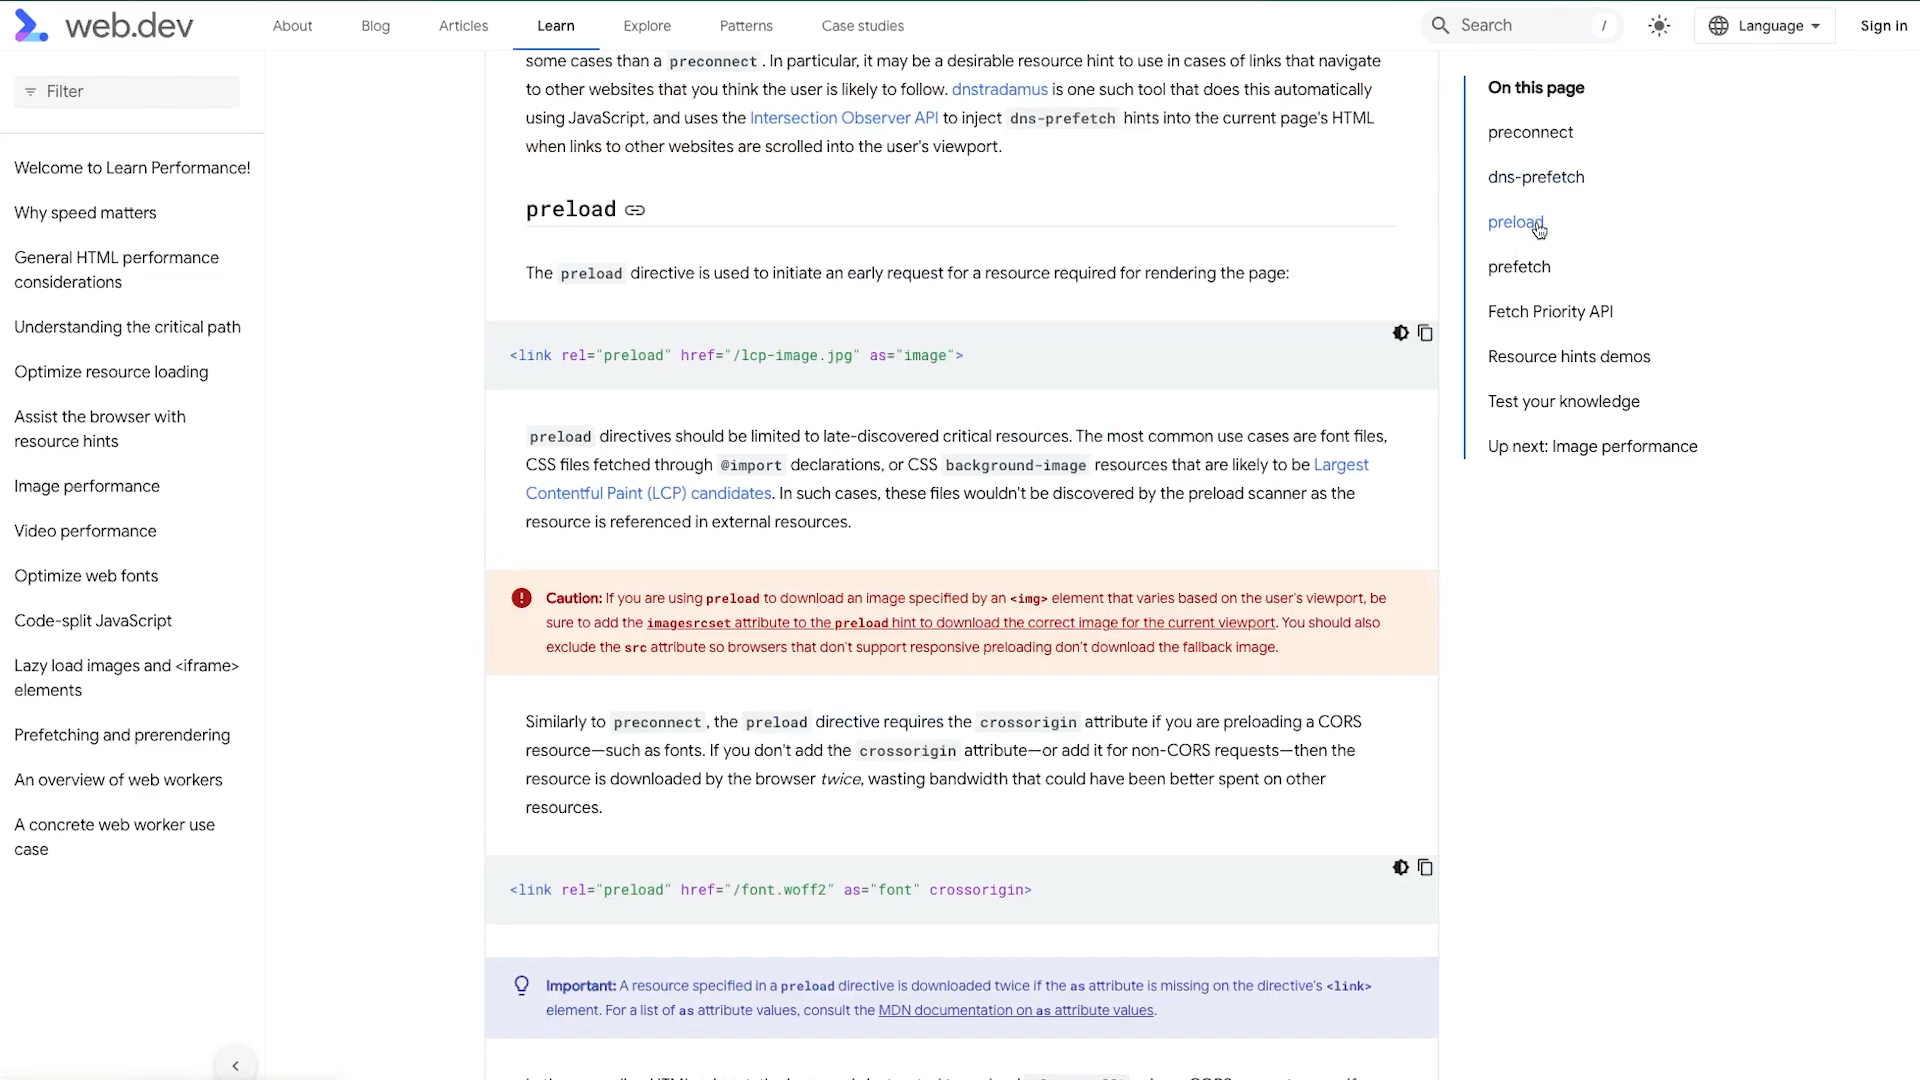 web.dev
About
Blog
Articles
Learn
Explore
Patterns
Case studies
Search
/
Language
Sign in
Filter
Welcome to Learn Performance!
Why speed matters
General HTML performance
considerations
Understanding the critical path
Optimize resource loading
Assist the browser with
resource hints
Image performance
Video performance
Optimize web fonts
Code-split JavaScript
Lazy load images and <iframe>
elements
Prefetching and prerendering
An overview of web workers
A concrete web worker use
case
some cases than a preconnect. In particular, it may be a desirable resource hint to use in cases of links that navigate
to other websites that you think the user is likely to follow. dnstradamus is one such tool that does this automatically
using JavaScript, and uses the Intersection Observer API to inject dns-prefetch hints into the current page's HTML
when links to other websites are scrolled into the user's viewport.
preload
The preload directive is used to initiate an early request for a resource required for rendering the page:
<link rel="preload" href="/lcp-image.jpg" as="image">
preload directives should be limited to late-discovered critical resources. The most common use cases are font files,
CSS files fetched through @import declarations, or CSS background-image resources that are likely to be Largest
Contentful Paint (LCP) candidates. In such cases, these files wouldn't be discovered by the preload scanner as the
resource is referenced in external resources.
Caution: If you are using preload to download an image specified by an <img> element that varies based on the user's viewport, be
sure to add the imagesrcset attribute to the preload hint to download the correct image for the current viewport. You should also
exclude the src attribute so browsers that don't support responsive preloading don't download the fallback image.
Similarly to preconnect, the preload directive requires the crossorigin attribute if you are preloading a CORS
resource—such as fonts. If you don't add the crossorigin attribute—or add it for non-CORS requests—then the
resource is downloaded by the browser twice, wasting bandwidth that could have been better spent on other
resources.
<link rel="preload" href="/font.woff2" as="font" crossorigin>
Important: A resource specified in a preload directive is downloaded twice if the as attribute is missing on the directive's <link>
element. For a list of as attribute values, consult the MDN documentation on as attribute values.
On this page
preconnect
dns-prefetch
preload
prefetch
Fetch Priority API
Resource hints demos
Test your knowledge
Up next: Image performance